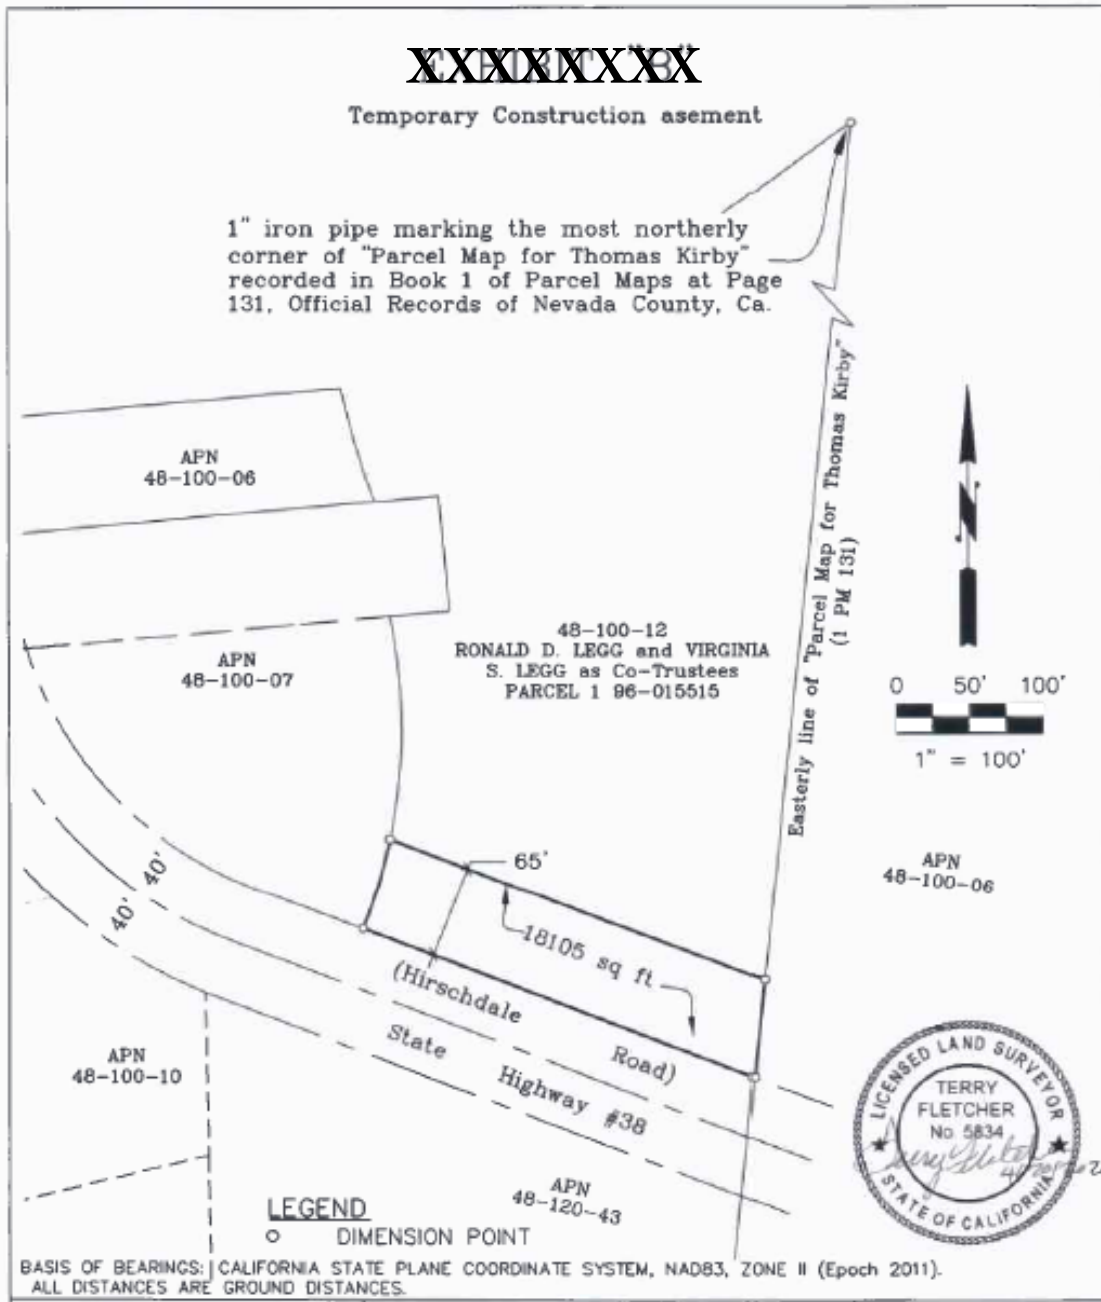 XXXXXXXX
Temporary Construction asement
1" iron pipe marking the most northerly
corner of "Parcel Map for Thomas Kirby"
recorded in Book 1 of Parcel Maps at Page
131, Official Records of Nevada County, Ca.
Easterly line of "Parcel Map for Thomas Kirby"
(1 PM 131)
APN
48-100-06
APN
48-100-07
48-100-12
RONALD D. LEGG and VIRGINIA
S. LEGG as Co-Trustees
PARCEL 1 96-015515
N
0 50' 100'
1" = 100'
APN
48-100-06
65'
18105 sq ft
40' 40'
(Hirschdale Road)
State Highway #38
APN
48-100-10
APN
48-120-43
LICENSED LAND SURVEYOR
TERRY
FLETCHER
No. 5834
STATE OF CALIFORNIA
LEGEND
DIMENSION POINT
BASIS OF BEARINGS: CALIFORNIA STATE PLANE COORDINATE SYSTEM, NAD83, ZONE II (Epoch 2011).
ALL DISTANCES ARE GROUND DISTANCES.